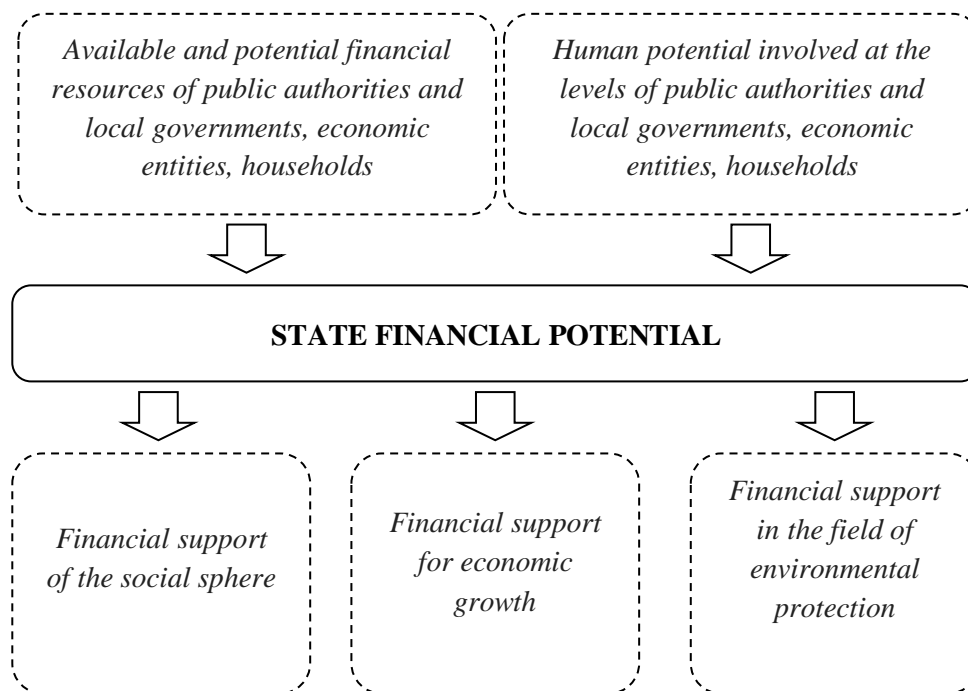 Available and potential financial
resources of public authorities and
local governments, economic
entities, households
Human potential involved at the
levels of public authorities and
local governments, economic
entities, households
STATE FINANCIAL POTENTIAL
Financial support
of the social sphere
Financial support
for economic
growth
Financial support
in the field of
environmental
protection